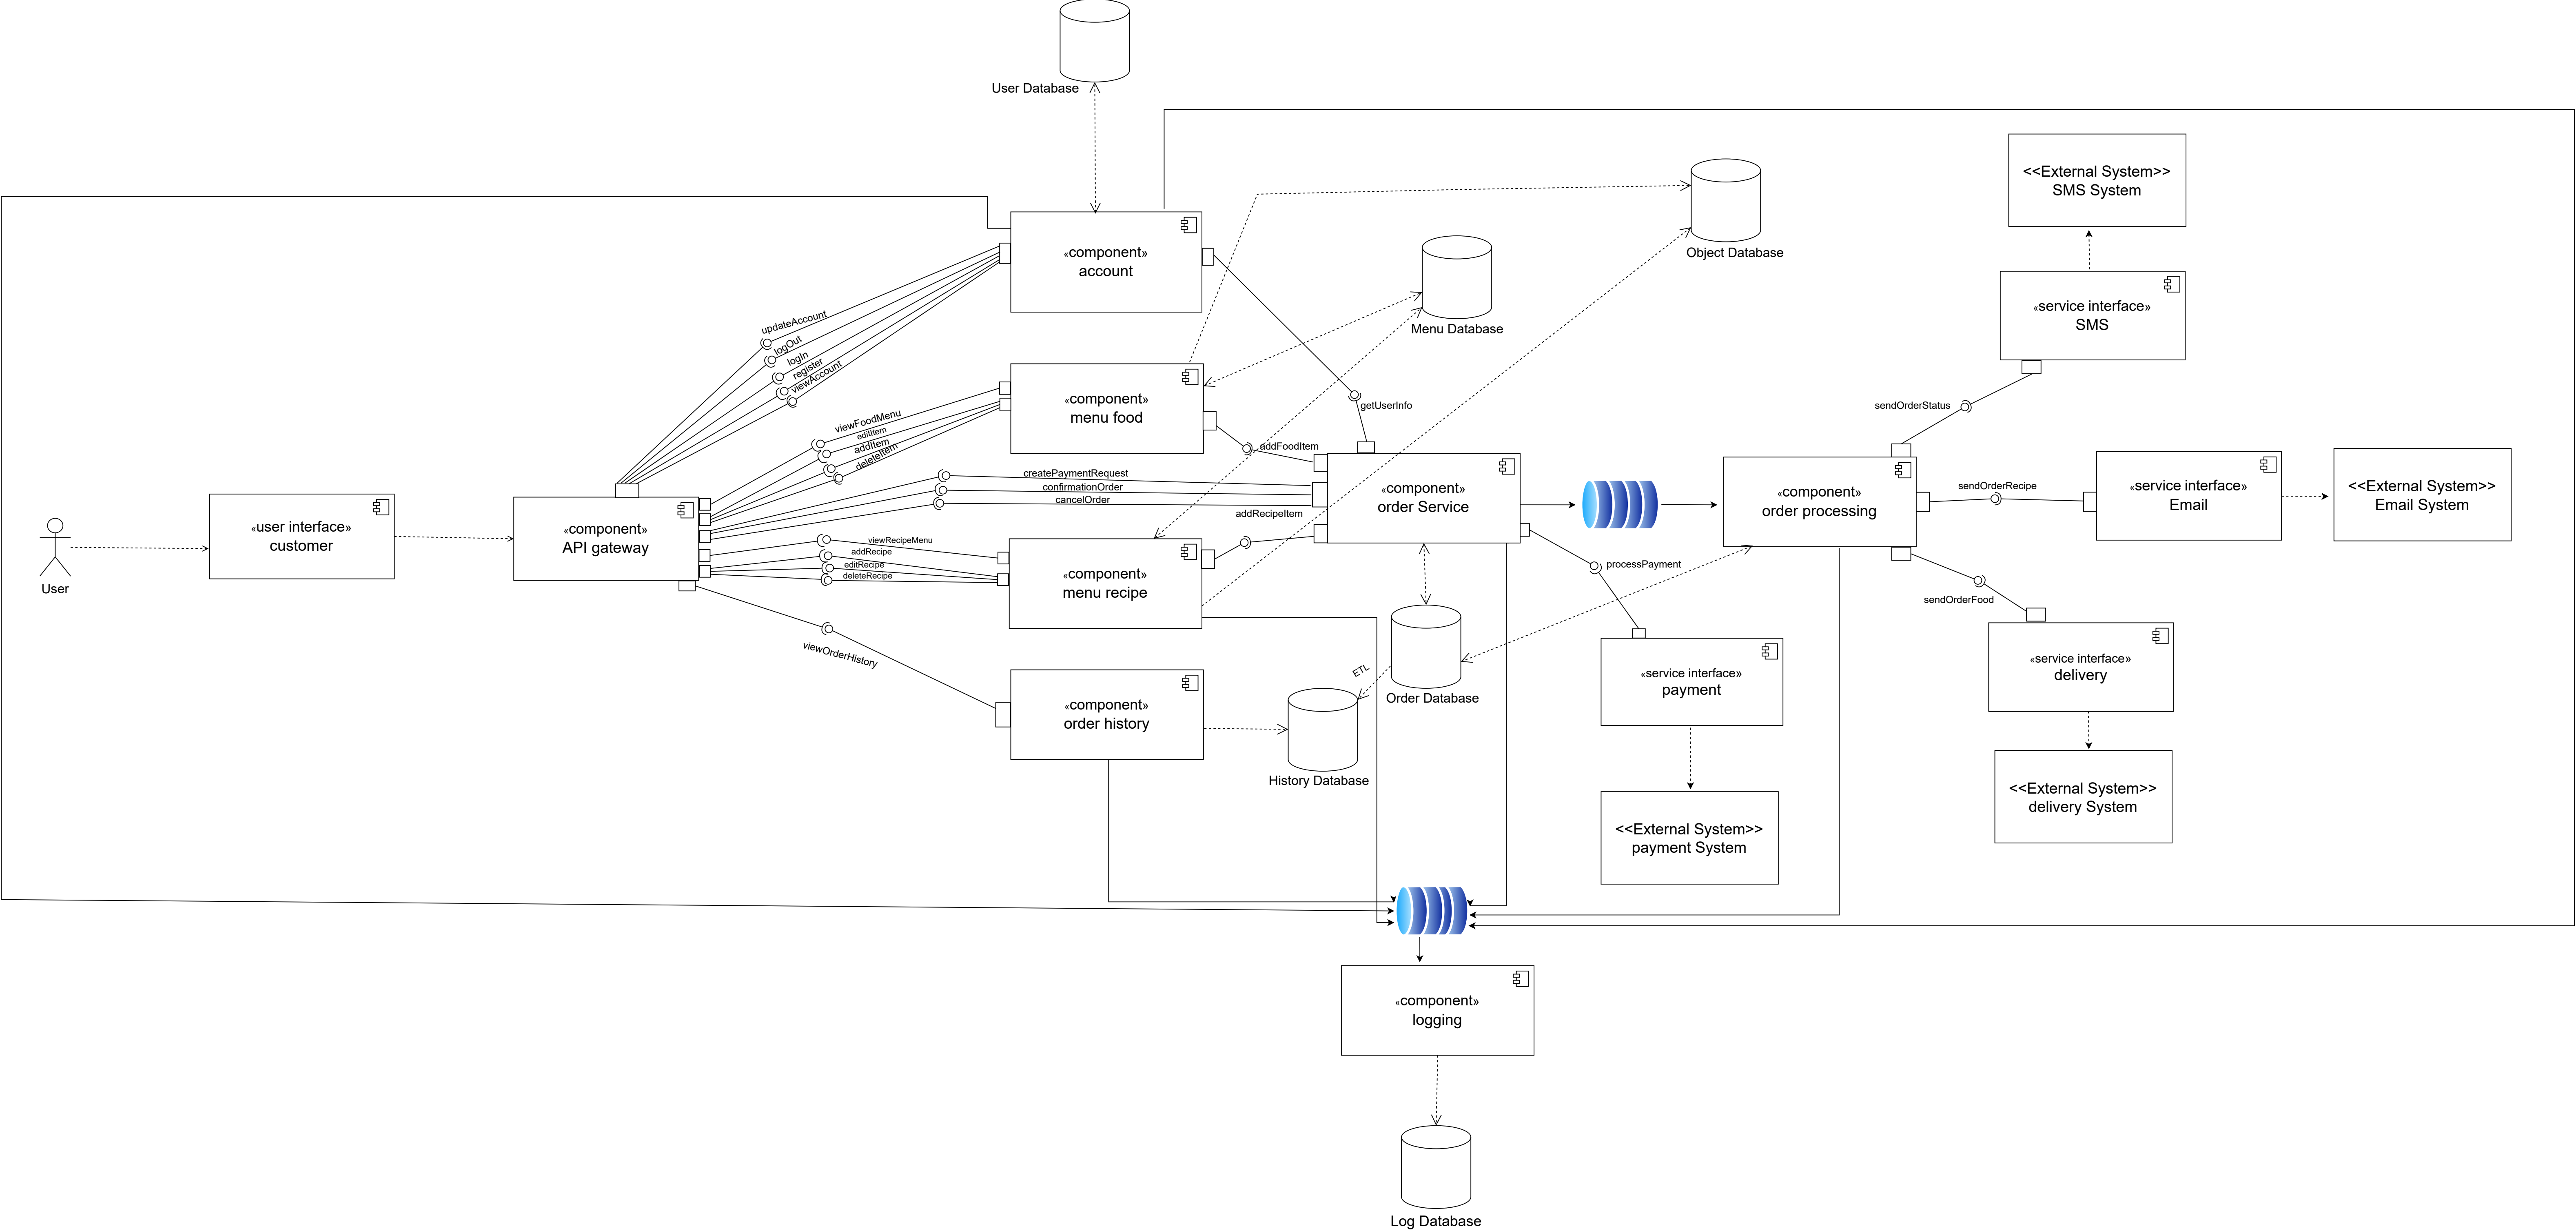 User Database
<<External System>>
SMS System
Object Database
«component»
account
«service interface»
SMS
Menu Database
updateAccount
logOut
logIn
register
viewAccount
«component»
menu food
viewFoodMenu
editItem
addItem
deleteItem
getUserInfo
sendOrderStatus
addFoodItem
createPaymentRequest
confirmationOrder
cancelOrder
addRecipeItem
«component»
order Service
«component»
order processing
sendOrderRecipe
«service interface»
Email
<<External System>>
Email System
«user interface»
customer
«component»
API gateway
User
viewRecipeMenu
addRecipe
editRecipe
deleteRecipe
«component»
menu recipe
processPayment
sendOrderFood
viewOrderHistory
«component»
order history
ETL
Order Database
History Database
«service interface»
payment
«service interface»
delivery
<<External System>>
payment System
<<External System>>
delivery System
«component»
logging
Log Database